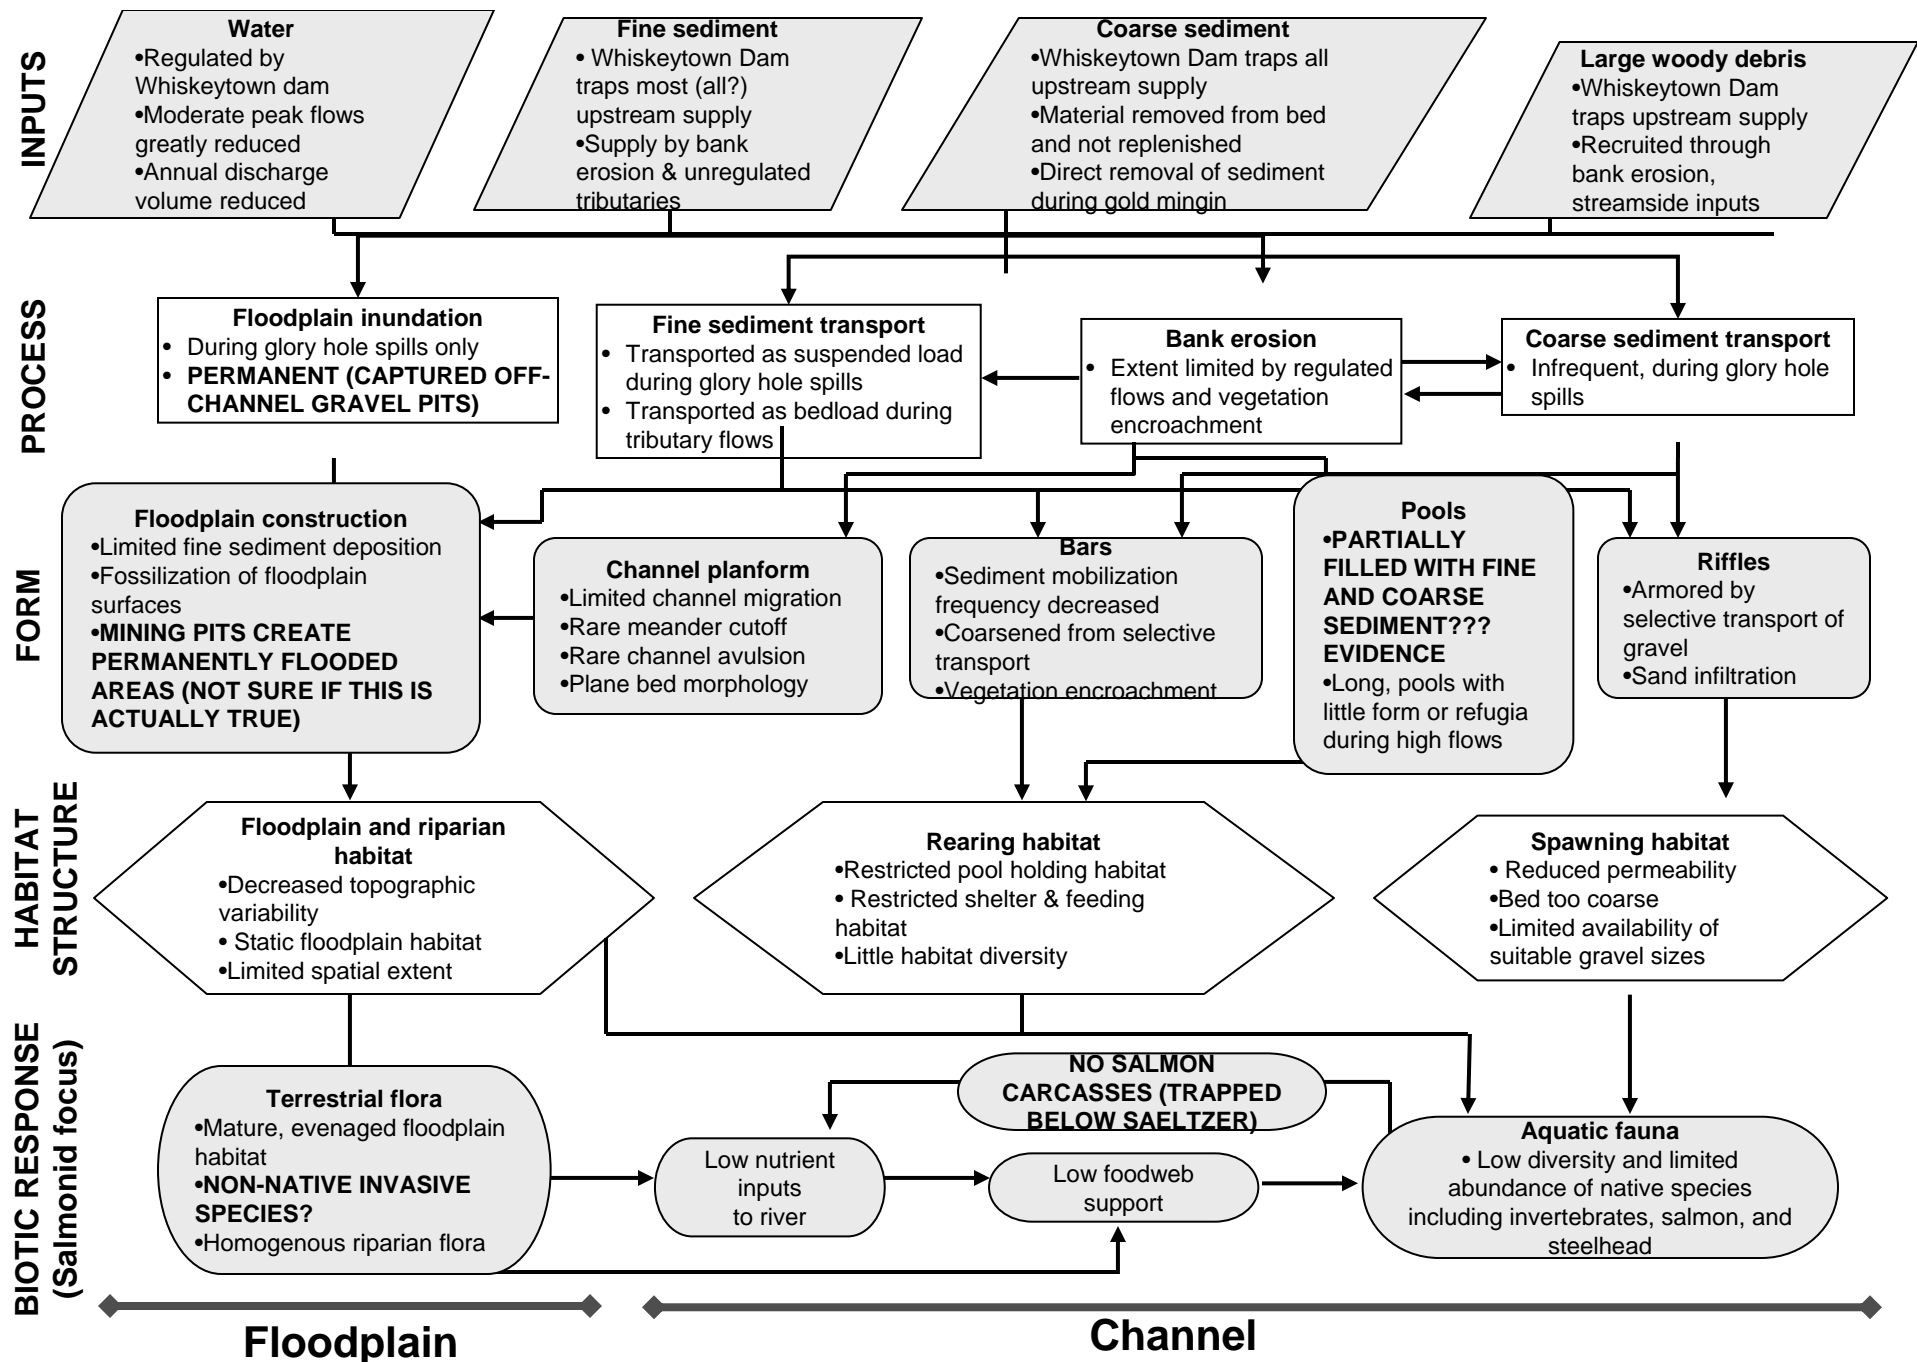 INPUTS
Water
•Regulated by
Whiskeytown dam
•Moderate peak flows
greatly reduced
•Annual discharge
volume reduced
Fine sediment
• Whiskeytown Dam
traps most (all?)
upstream supply
•Supply by bank
erosion & unregulated
tributaries
Coarse sediment
•Whiskeytown Dam traps all
upstream supply
•Material removed from bed
and not replenished
•Direct removal of sediment
during gold mingin
Large woody debris
•Whiskeytown Dam
traps upstream supply
•Recruited through
bank erosion,
streamside inputs
PROCESS
Floodplain inundation
• During glory hole spills only
• PERMANENT (CAPTURED OFF-
CHANNEL GRAVEL PITS)
Fine sediment transport
• Transported as suspended load
during glory hole spills
• Transported as bedload during
tributary flows
Bank erosion
• Extent limited by regulated
flows and vegetation
encroachment
Coarse sediment transport
• Infrequent, during glory hole
spills
FORM
Floodplain construction
•Limited fine sediment deposition
•Fossilization of floodplain
surfaces
•MINING PITS CREATE
PERMANENTLY FLOODED
AREAS (NOT SURE IF THIS IS
ACTUALLY TRUE)
Channel planform
•Limited channel migration
•Rare meander cutoff
•Rare channel avulsion
•Plane bed morphology
Bars
•Sediment mobilization
frequency decreased
•Coarsened from selective
transport
•Vegetation encroachment
Pools
•PARTIALLY
FILLED WITH FINE
AND COARSE
SEDIMENT???
EVIDENCE
•Long, pools with
little form or refugia
during high flows
Riffles
•Armored by
selective transport of
gravel
•Sand infiltration
HABITAT
STRUCTURE
Floodplain and riparian
habitat
•Decreased topographic
variability
• Static floodplain habitat
•Limited spatial extent
Rearing habitat
•Restricted pool holding habitat
• Restricted shelter & feeding
habitat
•Little habitat diversity
Spawning habitat
• Reduced permeability
•Bed too coarse
•Limited availability of
suitable gravel sizes
BIOTIC RESPONSE
(Salmonid focus)
Terrestrial flora
•Mature, evenaged floodplain
habitat
•NON-NATIVE INVASIVE
SPECIES?
•Homogenous riparian flora
Low nutrient
inputs
to river
NO SALMON
CARCASSES (TRAPPED
BELOW SAELTZER)
Low foodweb
support
Aquatic fauna
• Low diversity and limited
abundance of native species
including invertebrates, salmon, and
steelhead
Floodplain
Channel